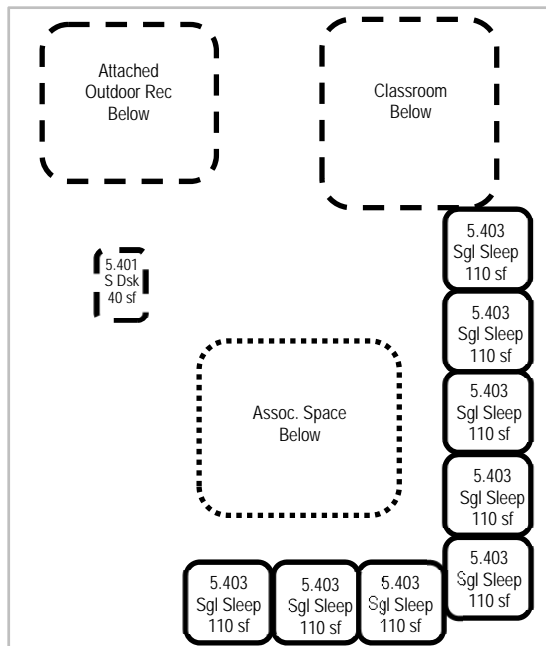 Attached
Outdoor Rec
Below
Classroom
Below
5.403
Sgl Sleep
110 sf
5.401
S Dsk
40 sf
5.403
Sgl Sleep
110 sf
Assoc. Space
Below
5.403
Sgl Sleep
110 sf
5.403
Sgl Sleep
110 sf
5.403
Sgl Sleep
110 sf
5.403
Sgl Sleep
110 sf
5.403
Sgl Sleep
110 sf
5.403
Sgl Sleep
110 sf